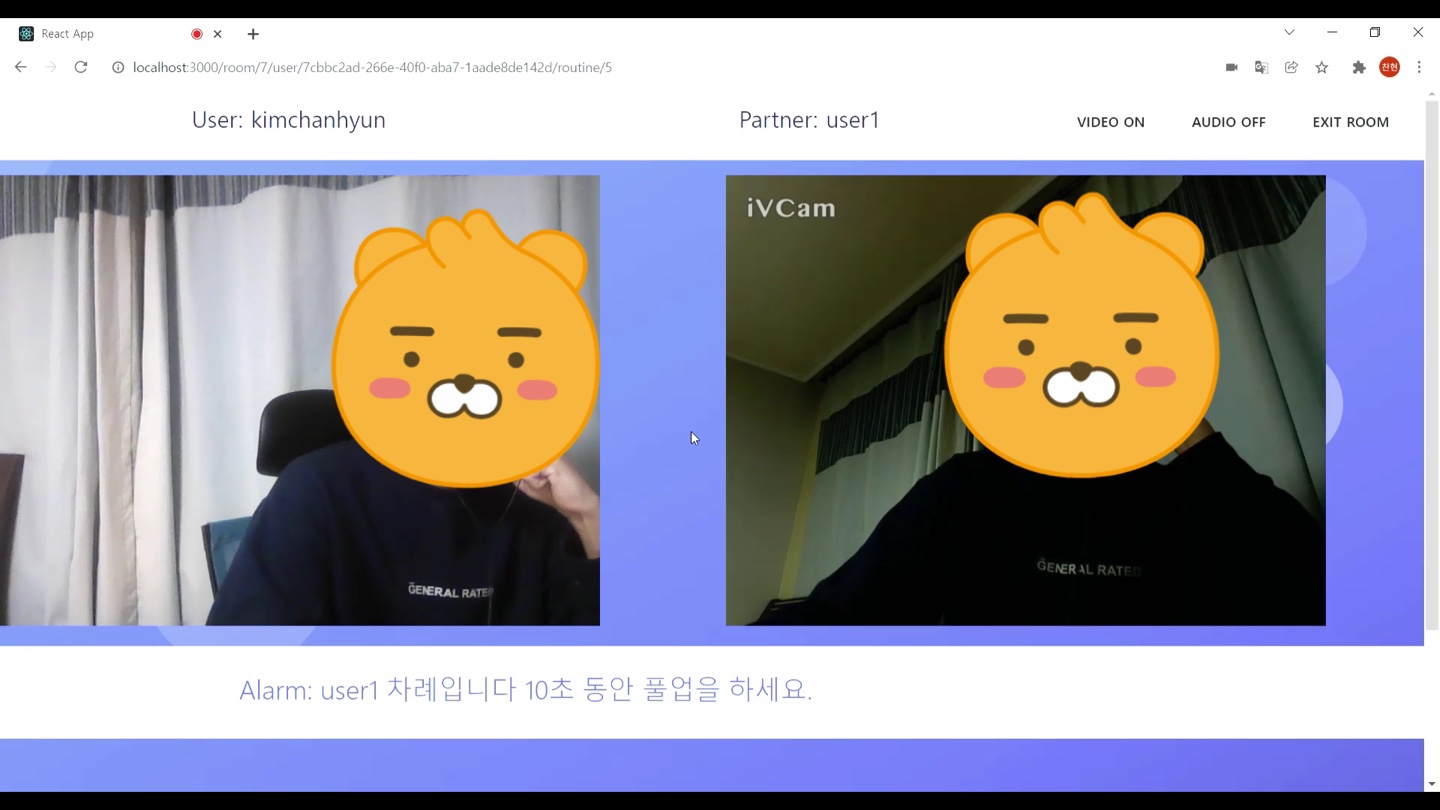 React App
localhost:3000/room/7/user/7cbbc2ad-266e-40f0-aba7-1aade8de142d/routine/5
찬현
User: kimchanhyun
Partner: user1
VIDEO ON
AUDIO OFF
EXIT ROOM
iVCam
GENERAL RATED
GENERAL RATED
Alarm: user1 차례입니다 10초 동안 풀업을 하세요.